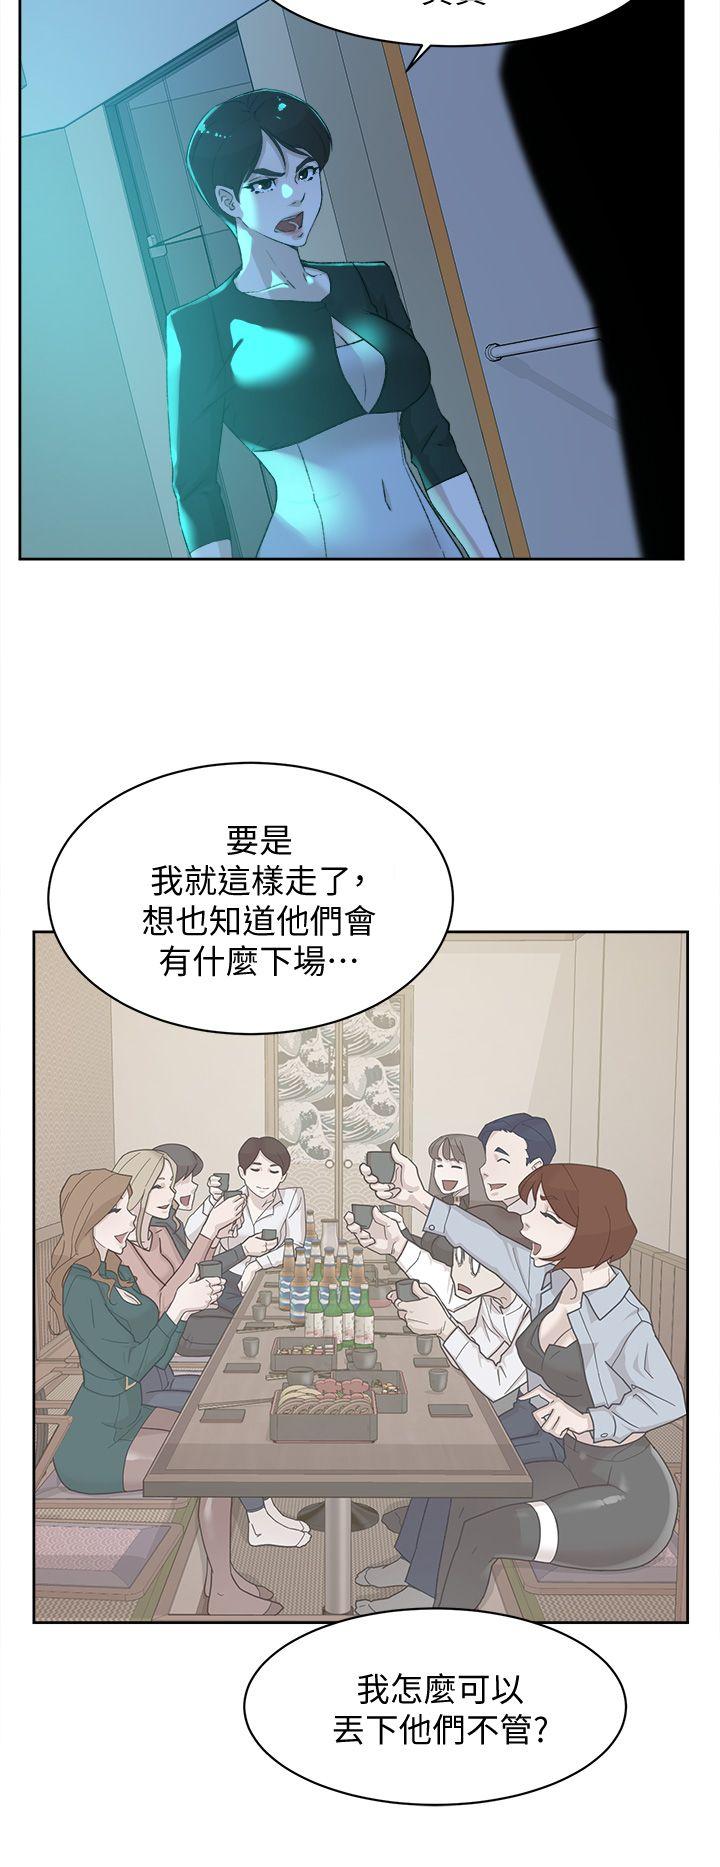 要是
我就這樣走了，
想也知道他們會
有什麼下場⋯
我怎麼可以
丟下他們不管?